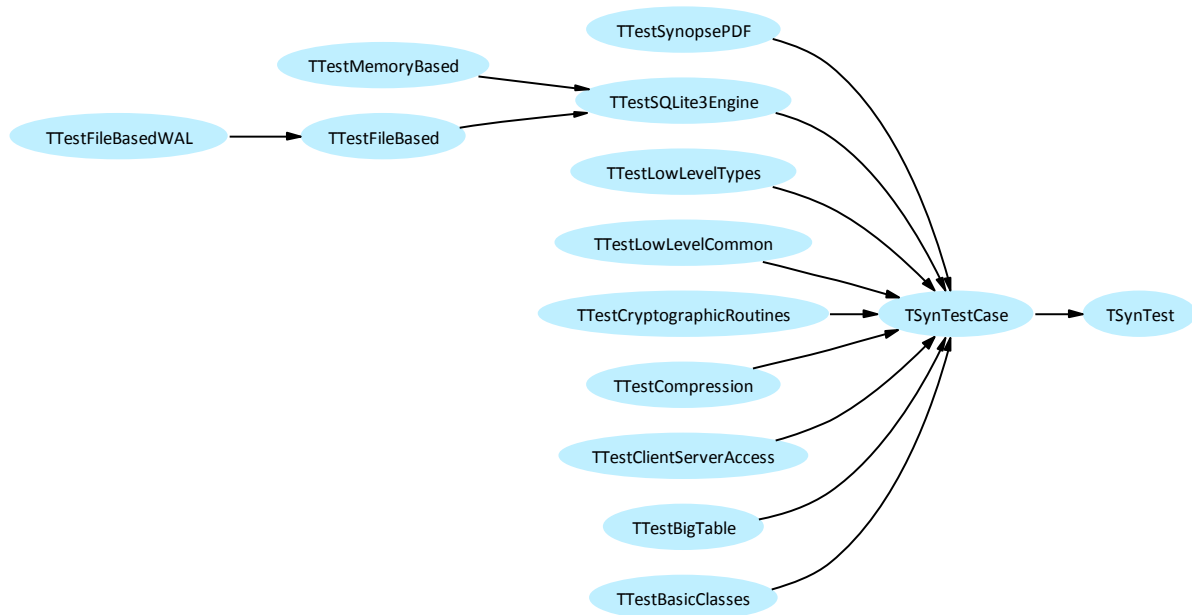 TTestSynopsePDF
TTestMemoryBased
TTestSQLite3Engine
TTestFileBasedWAL
TTestFileBased
TTestLowLevelTypes
TTestLowLevelCommon
TTestCryptographicRoutines
TSynTestCase
TSynTest
TTestCompression
TTestClientServerAccess
TTestBigTable
TTestBasicClasses